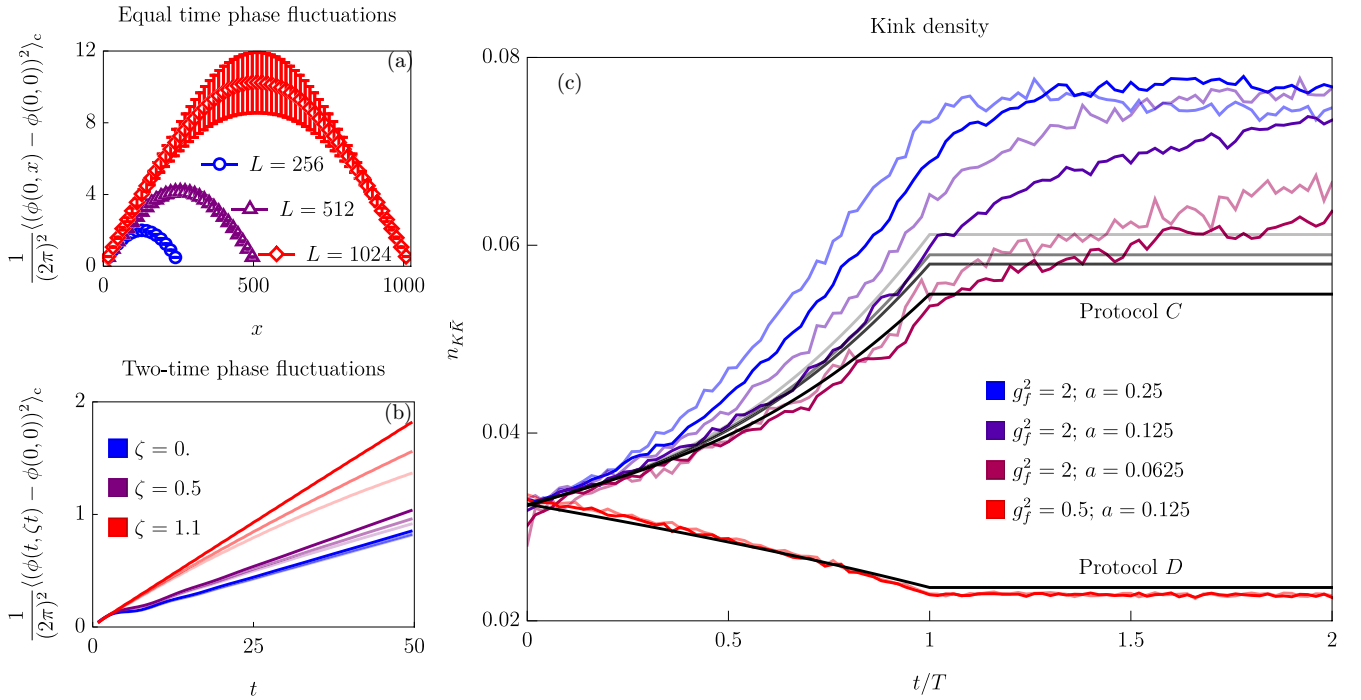 Equal time phase fluctuations
(a)
12
8
4
0
0
500
1000
x
1/(2π)² ⟨(ϕ(0, x) − ϕ(0, 0))²⟩c
L = 256
L = 512
L = 1024
Two-time phase fluctuations
(b)
2
1
0
0
25
50
t
1/(2π)² ⟨(ϕ(t, ζt) − ϕ(0, 0))²⟩c
ζ = 0.
ζ = 0.5
ζ = 1.1
Kink density
(c)
0.08
0.06
0.04
0.02
0
0.5
1
1.5
2
t/T
n_{KK̄}
Protocol C
g_f² = 2; a = 0.25
g_f² = 2; a = 0.125
g_f² = 2; a = 0.0625
g_f² = 0.5; a = 0.125
Protocol D